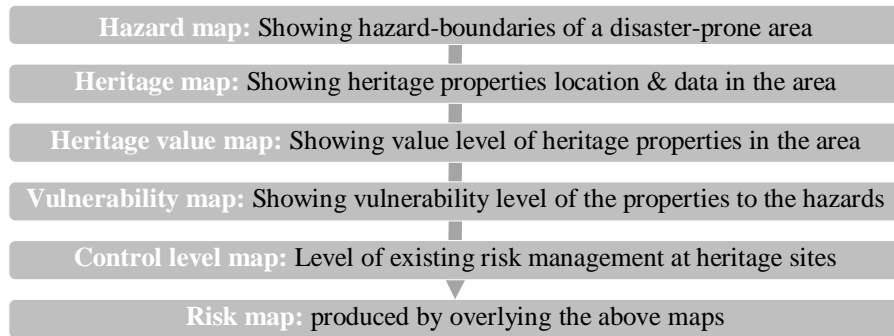 Hazard map: Showing hazard-boundaries of a disaster-prone area
Heritage map: Showing heritage properties location & data in the area
Heritage value map: Showing value level of heritage properties in the area
Vulnerability map: Showing vulnerability level of the properties to the hazards
Control level map: Level of existing risk management at heritage sites
Risk map: produced by overlying the above maps